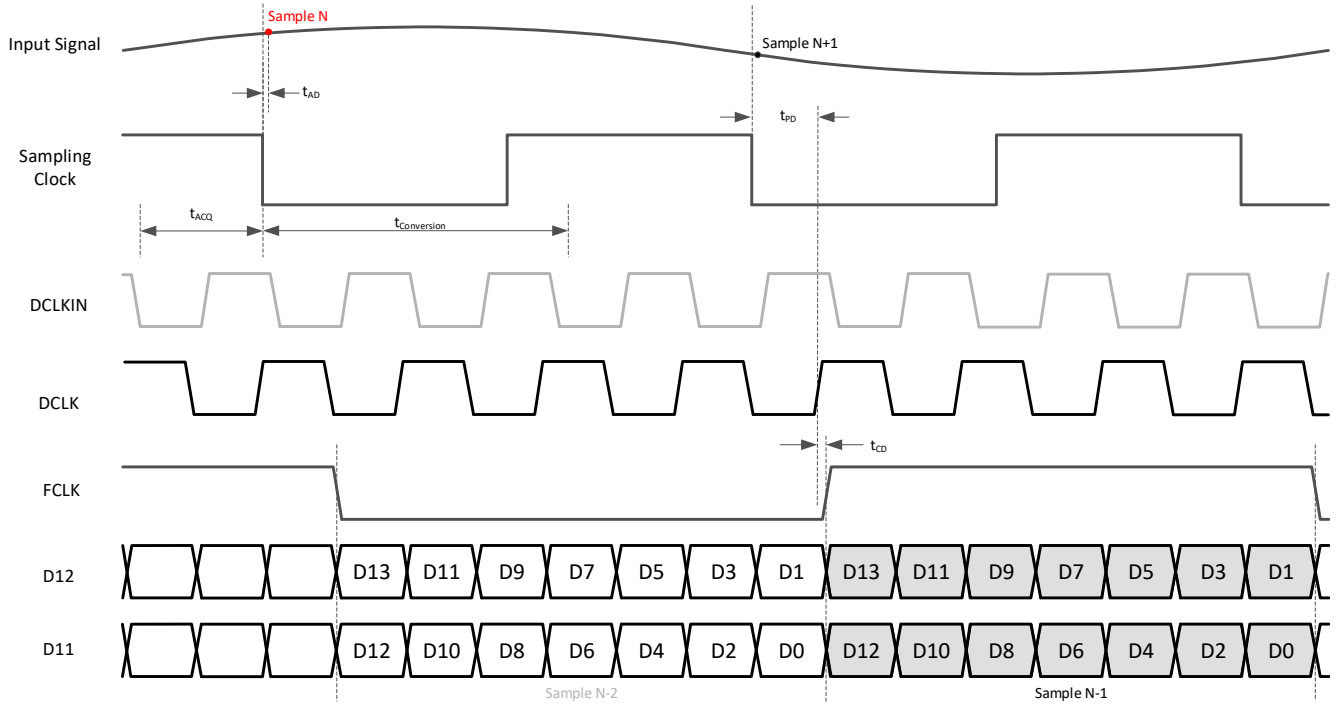 Sample N
Input Signal
Sample N+1
tAD
tPD
Sampling
Clock
tACQ
tConversion
DCLKIN
DCLK
tCD
FCLK
D12 D13 D11 D9 D7 D5 D3 D1 D13 D11 D9 D7 D5 D3 D1
D11 D12 D10 D8 D6 D4 D2 D0 D12 D10 D8 D6 D4 D2 D0
Sample N-2 Sample N-1